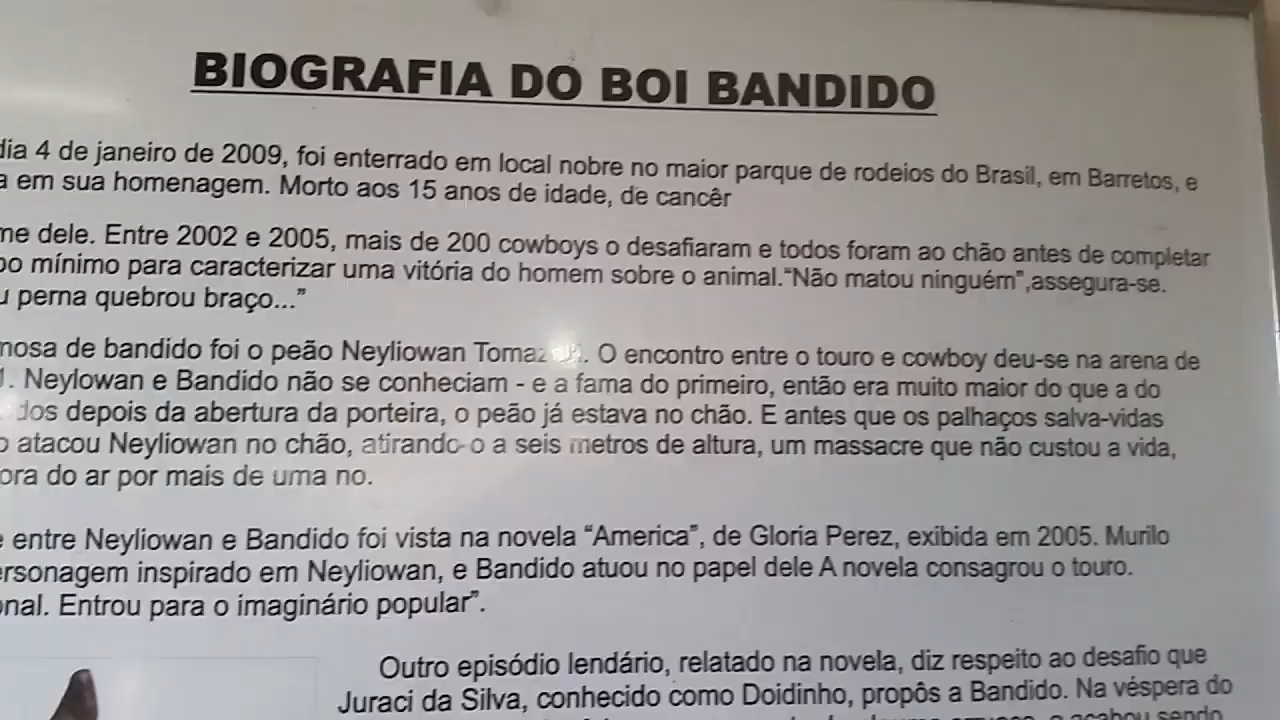 BIOGRAFIA DO BOI BANDIDO
dia 4 de janeiro de 2009, foi enterrado em local nobre no maior parque de rodeios do Brasil, em Barretos, e
a em sua homenagem. Morto aos 15 anos de idade, de cancêr
me dele. Entre 2002 e 2005, mais de 200 cowboys o desafiaram e todos foram ao chão antes de completar
po mínimo para caracterizar uma vitória do homem sobre o animal.“Não matou ninguém”,assegura-se.
u perna quebrou braço...”
mosa de bandido foi o peão Neyliowan O encontro entre o touro e cowboy deu-se na arena de
. Neylowan e Bandido não se conheciam - e a fama do primeiro, então era muito maior do que a do
dos depois da abertura da porteira, o peão já estava no chão. E antes que os palhaços salva-vidas
o atacou Neyliowan no chão, atirando-o a seis metros de altura, um massacre que não custou a vida,
ora do ar por mais de uma no.
e entre Neyliowan e Bandido foi vista na novela “America”, de Gloria Perez, exibida em 2005. Murilo
ersonagem inspirado em Neyliowan, e Bandido atuou no papel dele A novela consagrou o touro.
onal. Entrou para o imaginário popular”.
Outro episódio lendário, relatado na novela, diz respeito ao desafio que
Juraci da Silva, conhecido como Doidinho, propôs a Bandido. Na véspera do
acabou sendo